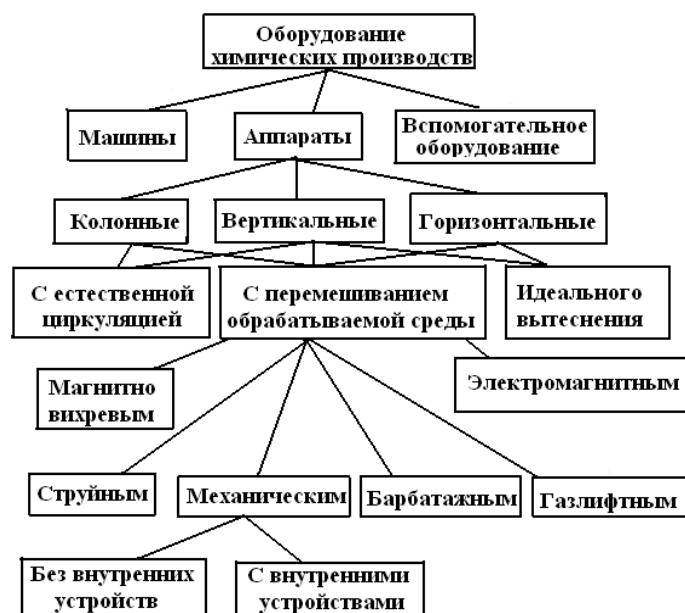 Оборудование
химических производств
Машины
Аппараты
Вспомогательное
оборудование
Колонные
Вертикальные
Горизонтальные
С естественной
циркуляцией
С перемешиванием
обрабатываемой среды
Идеального
вытеснения
Магнитно
вихревым
Электромагнитным
Струйным
Механическим
Барбатажным
Газлифтным
Без внутренних
устройств
С внутренними
устройствами